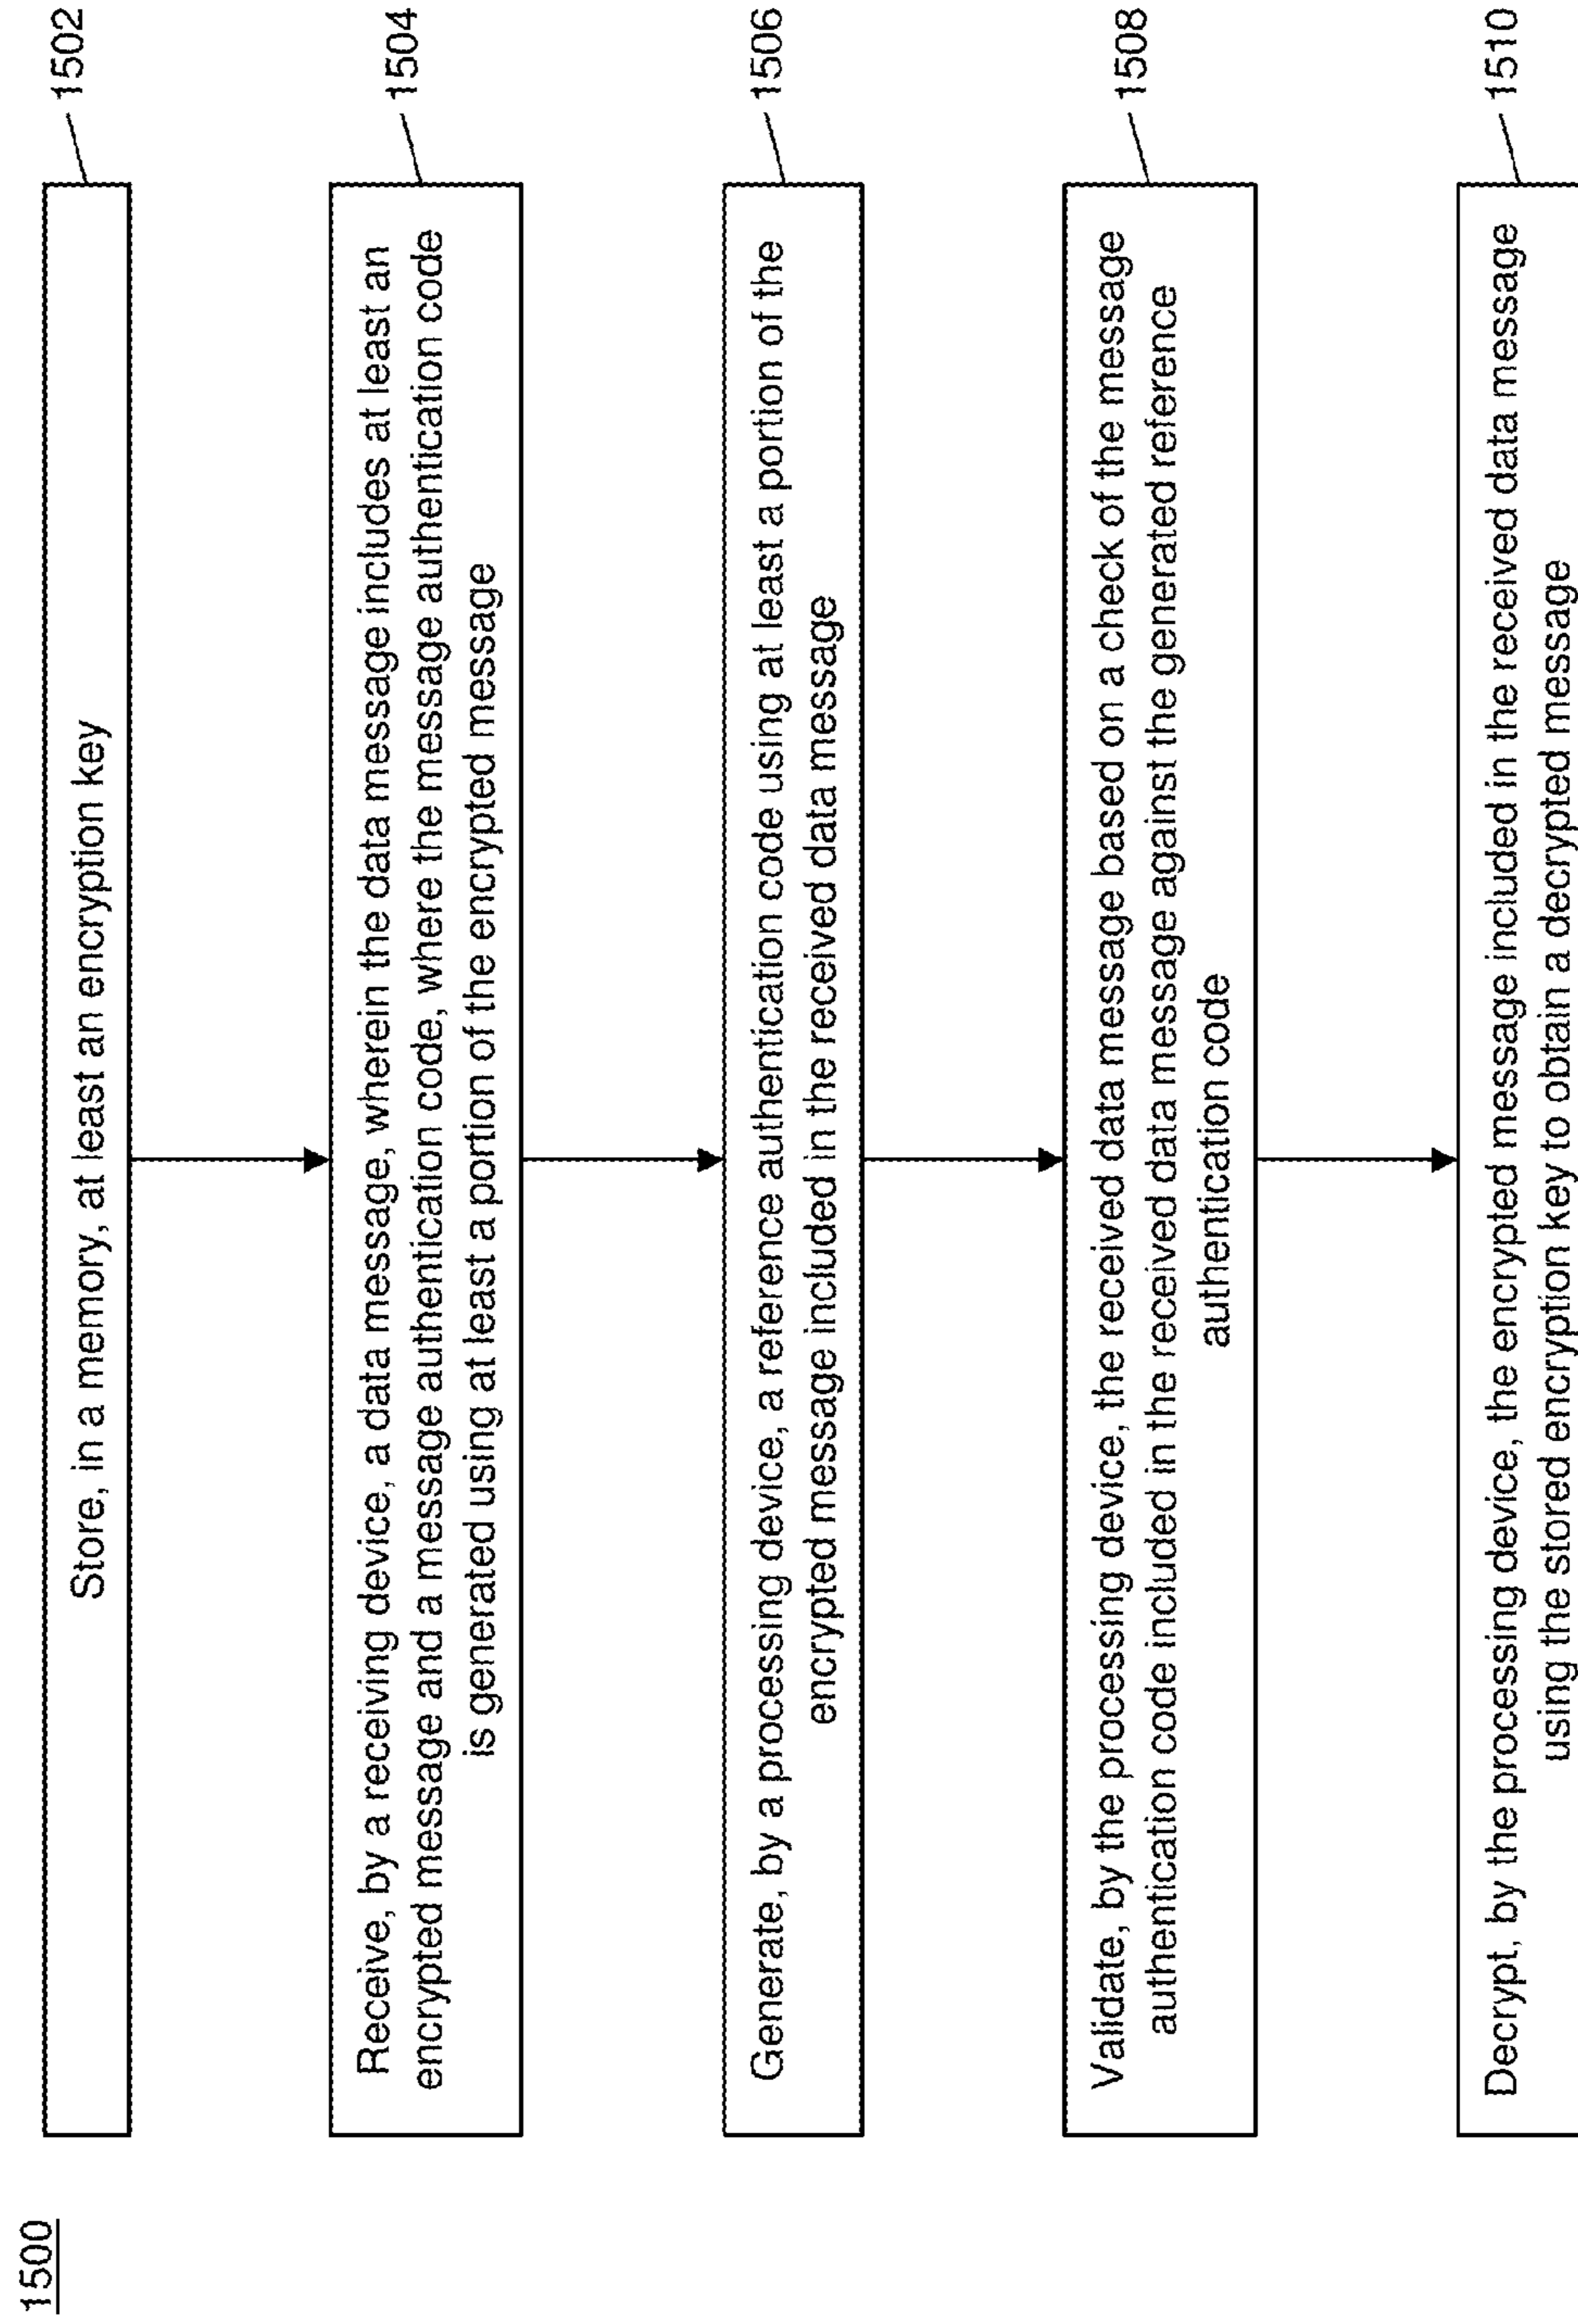 1500
Store, in a memory, at least an encryption key
1502
Receive, by a receiving device, a data message, wherein the data message includes at least an
encrypted message and a message authentication code, where the message authentication code
is generated using at least a portion of the encrypted message
1504
Generate, by a processing device, a reference authentication code using at least a portion of the
encrypted message included in the received data message
1506
Validate, by the processing device, the received data message based on a check of the message
authentication code included in the received data message against the generated reference
authentication code
1508
Decrypt, by the processing device, the encrypted message included in the received data message
using the stored encryption key to obtain a decrypted message
1510